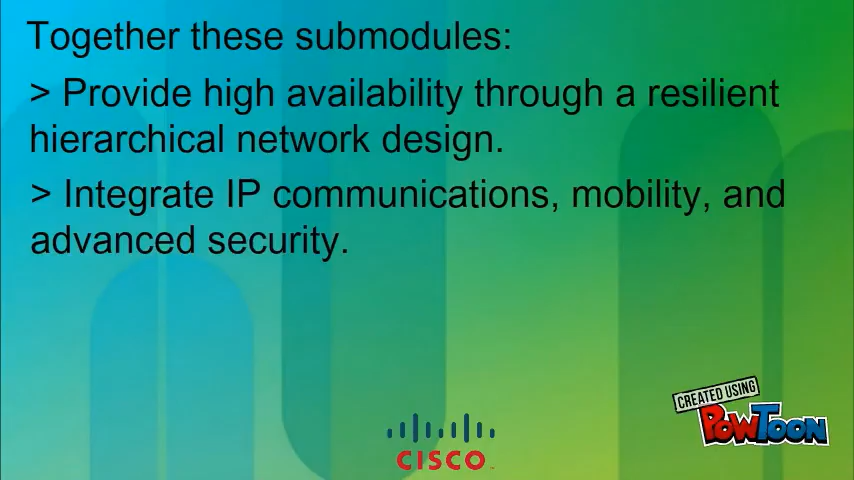 Together these submodules:
> Provide high availability through a resilient
hierarchical network design.
> Integrate IP communications, mobility, and
advanced security.
CREATED USING
POWTOON
CISCO